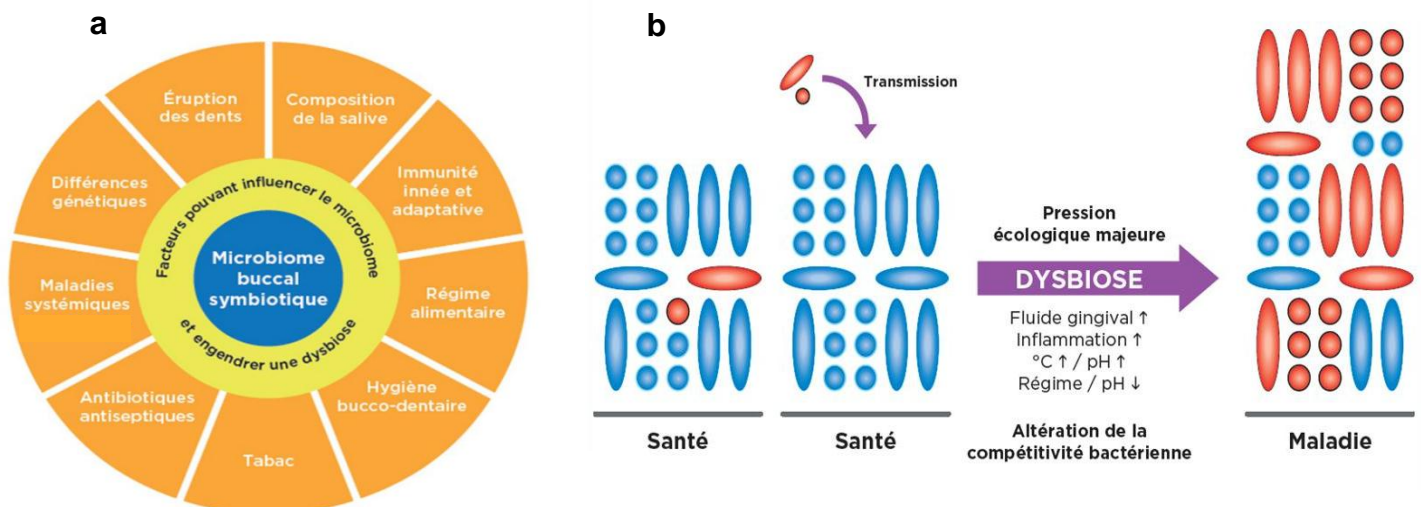 a
Éruption
des dents
Composition
de la salive
Immunité
innée et
adaptative
Régime
alimentaire
Hygiène
bucco-dentaire
Tabac
Antibiotiques
antiseptiques
Maladies
systémiques
Différences
génétiques
Facteurs pouvant influencer le microbiome
et engendrer une dysbiose
Microbiome
buccal
symbiotique
b
Transmission
Santé
Santé
Pression
écologique majeure
DYSBIOSE
Fluide gingival ↑
Inflammation ↑
°C ↑ / pH ↑
Régime / pH ↓
Altération de la
compétitivité bactérienne
Maladie